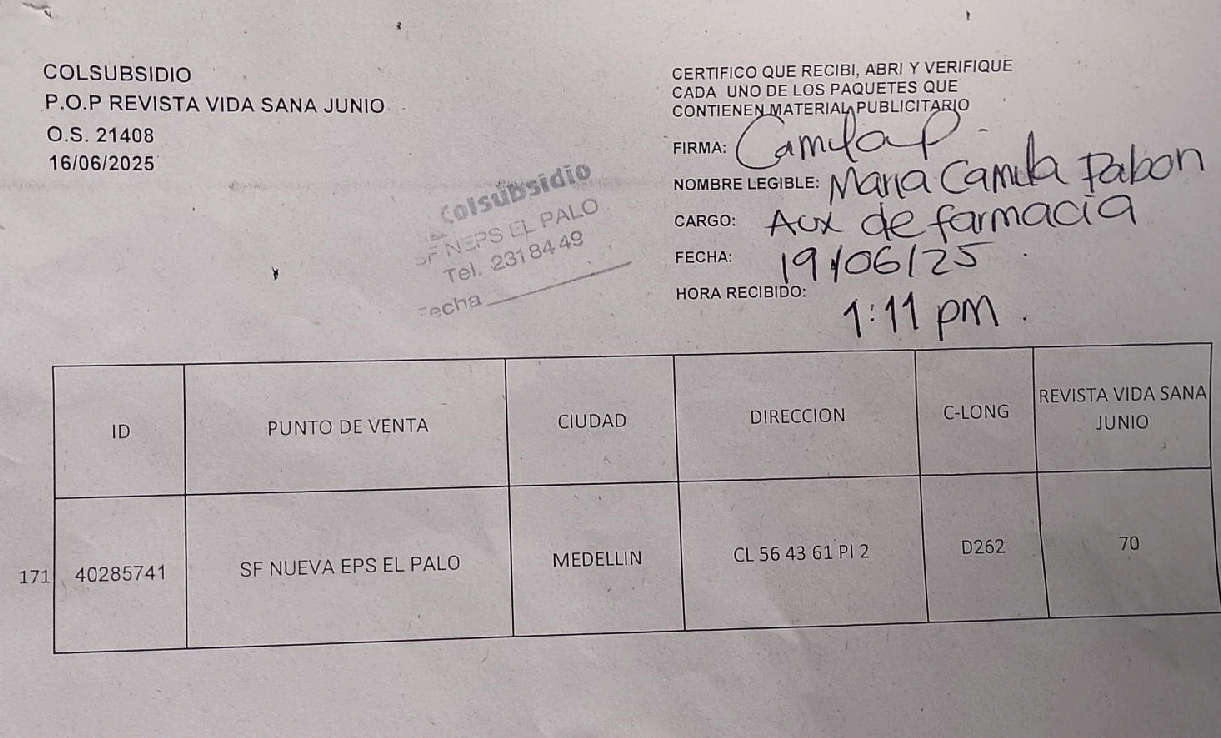 COLSUBSIDIO
P.O.P REVISTA VIDA SANA JUNIO
O.S. 21408
16/06/2025
CERTIFICO QUE RECIBI, ABRI Y VERIFIQUE
CADA UNO DE LOS PAQUETES QUE
CONTIENEN MATERIAL PUBLICITARIO
FIRMA: Camila P
NOMBRE LEGIBLE: Maria Camila Pabon
CARGO: Aux de farmacia
FECHA: 19/06/25
HORA RECIBIDO: 1:11 pm.
Colsubsidio
SF NEPS EL PALO
Tel. 2318449
Fecha
ID PUNTO DE VENTA CIUDAD DIRECCION C-LONG REVISTA VIDA SANA JUNIO
171 40285741 SF NUEVA EPS EL PALO MEDELLIN CL 56 43 61 PI 2 D262 70